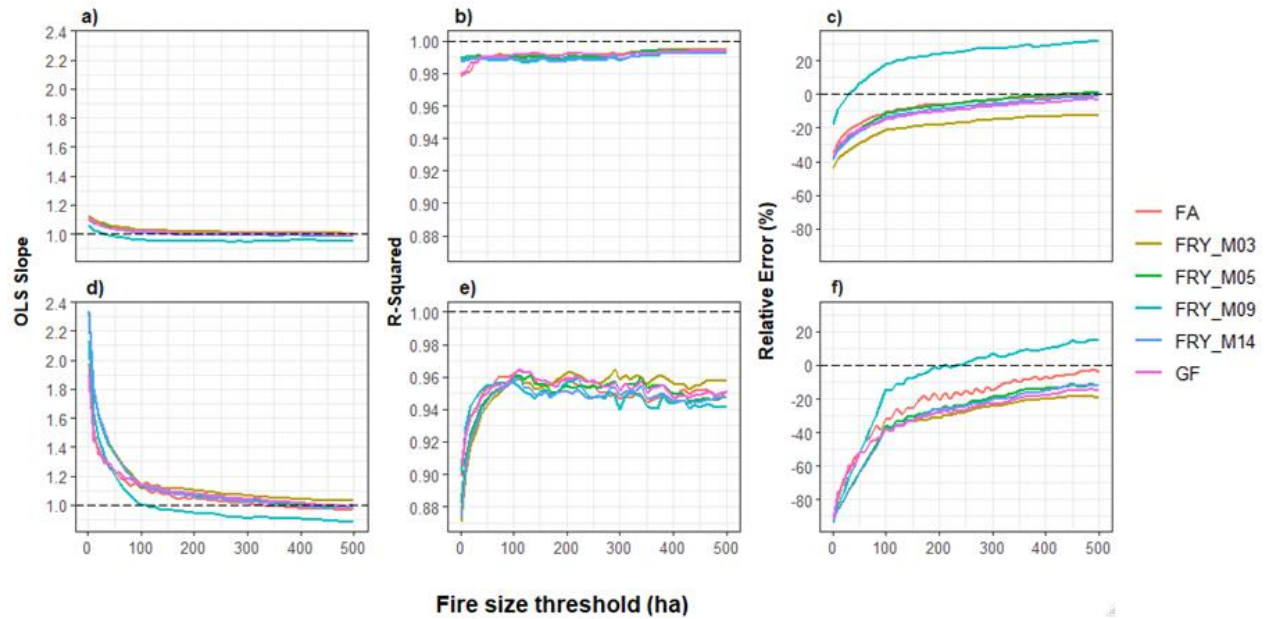 a)
b)
c)
2.4
2.2
2.0
1.8
1.6
1.4
1.2
1.0
1.00
0.98
0.96
0.94
0.92
0.90
0.88
20
0
-20
-40
-60
-80
d)
e)
f)
2.4
2.2
2.0
1.8
1.6
1.4
1.2
1.0
1.00
0.98
0.96
0.94
0.92
0.90
0.88
20
0
-20
-40
-60
-80
OLS Slope
R-Squared
Relative Error (%)
0 100 200 300 400 500
0 100 200 300 400 500
0 100 200 300 400 500
Fire size threshold (ha)
FA
FRY_M03
FRY_M05
FRY_M09
FRY_M14
GF